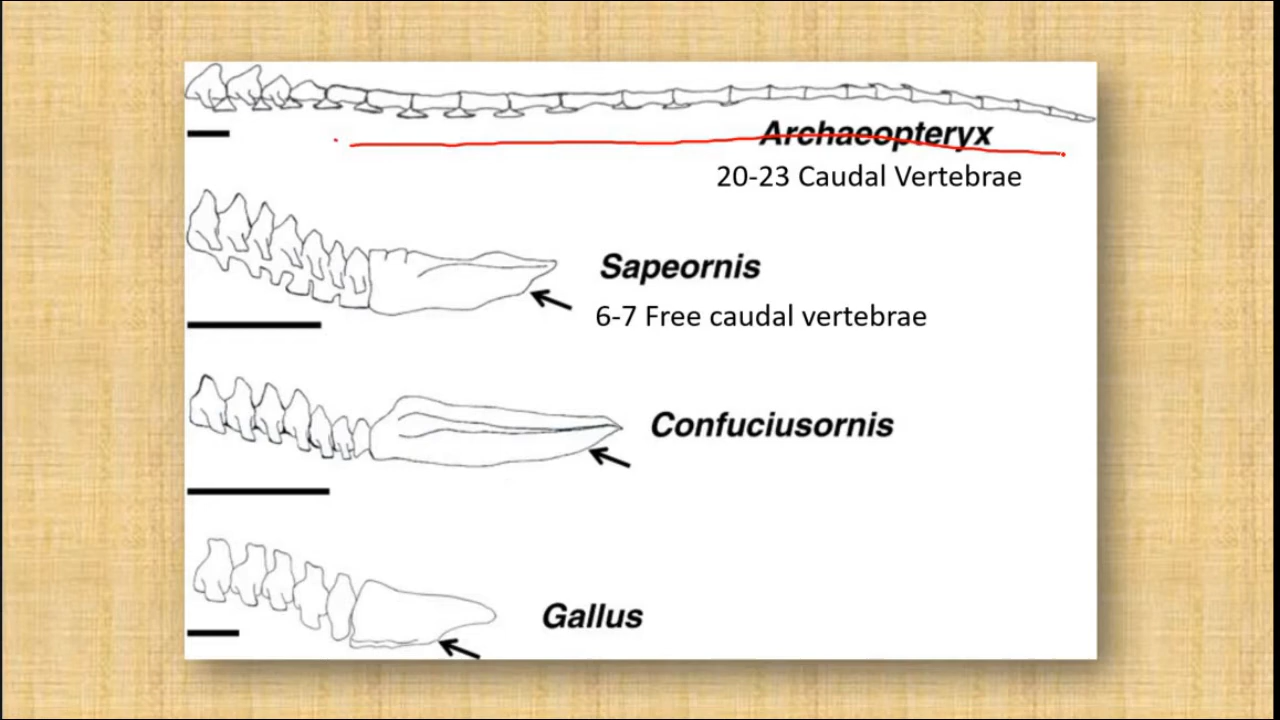 Archaeopteryx
20-23 Caudal Vertebrae
Sapeornis
6-7 Free caudal vertebrae
Confuciusornis
Gallus